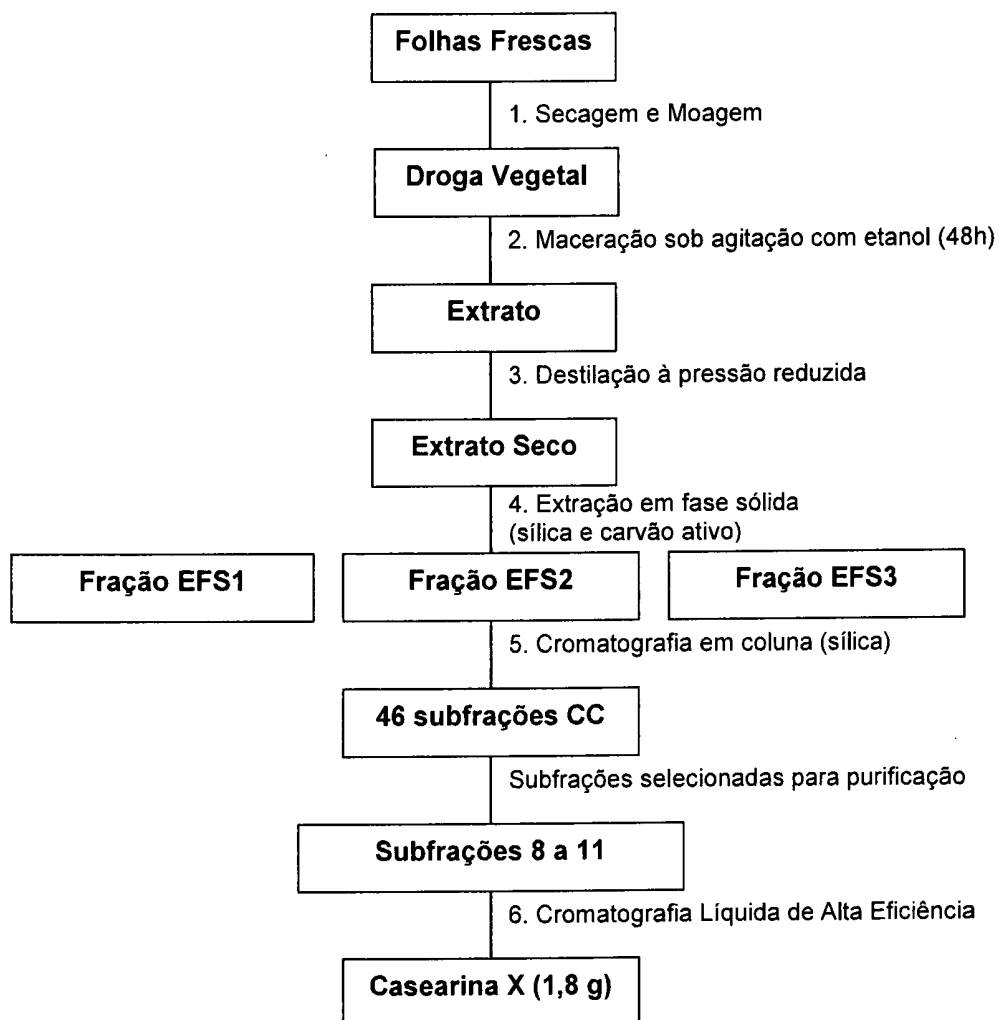 Folhas Frescas
1. Secagem e Moagem
Droga Vegetal
2. Maceração sob agitação com etanol (48h)
Extrato
3. Destilação à pressão reduzida
Extrato Seco
4. Extração em fase sólida
(sílica e carvão ativo)
Fração EFS1
Fração EFS2
Fração EFS3
5. Cromatografia em coluna (sílica)
46 subfrações CC
Subfrações selecionadas para purificação
Subfrações 8 a 11
6. Cromatografia Líquida de Alta Eficiência
Casearina X (1,8 g)